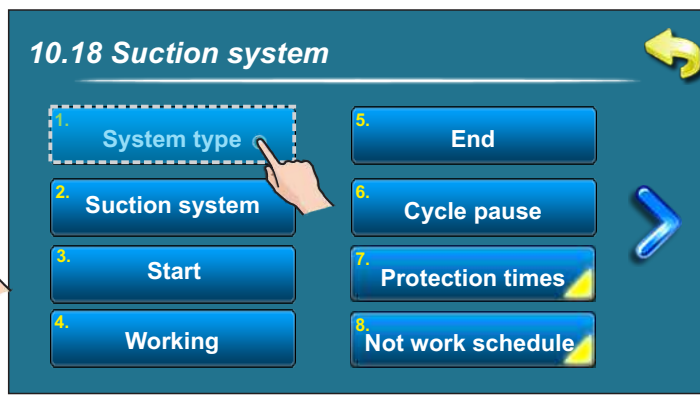 10.18 Suction system
1. System type
2. Suction system
3. Start
4. Working
5. End
6. Cycle pause
7. Protection times
8. Not work schedule